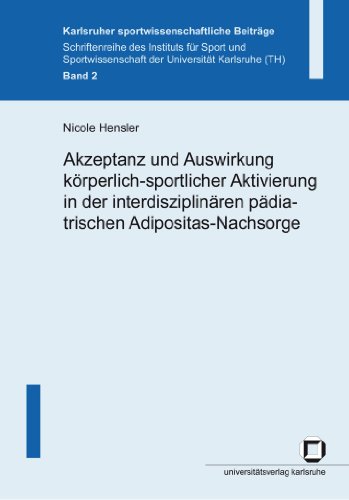 Karlsruher sportwissenschaftliche Beiträge
Schriftenreihe des Instituts für Sport und
Sportwissenschaft der Universität Karlsruhe (TH)
Band 2
Nicole Hensler
Akzeptanz und Auswirkung
körperlich-sportlicher Aktivierung
in der interdisziplinären pädia-
trischen Adipositas-Nachsorge
universitätsverlag karlsruhe